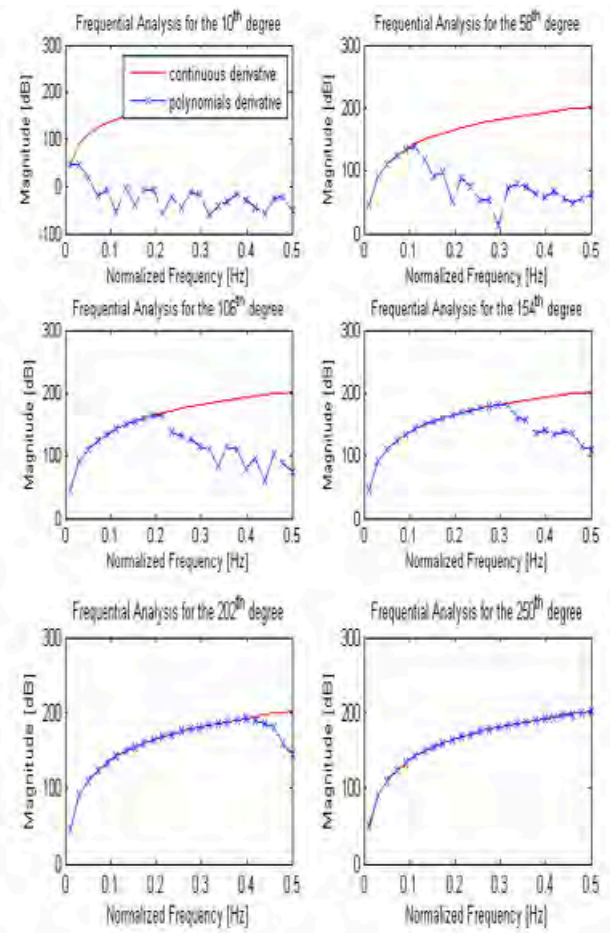 Frequential Analysis for the 10th degree
300
200
100
0
-100
Magnitude [dB]
continuous derivative
polynomials derivative
0 0.1 0.2 0.3 0.4 0.5
Normalized Frequency [Hz]
Frequential Analysis for the 58th degree
300
200
100
0
Magnitude [dB]
0 0.1 0.2 0.3 0.4 0.5
Normalized Frequency [Hz]
Frequential Analysis for the 106th degree
300
200
100
0
Magnitude [dB]
0 0.1 0.2 0.3 0.4 0.5
Normalized Frequency [Hz]
Frequential Analysis for the 154th degree
300
200
100
0
Magnitude [dB]
0 0.1 0.2 0.3 0.4 0.5
Normalized Frequency [Hz]
Frequential Analysis for the 202th degree
300
200
100
0
Magnitude [dB]
0 0.1 0.2 0.3 0.4 0.5
Normalized Frequency [Hz]
Frequential Analysis for the 250th degree
300
200
100
0
Magnitude [dB]
0 0.1 0.2 0.3 0.4 0.5
Normalized Frequency [Hz]